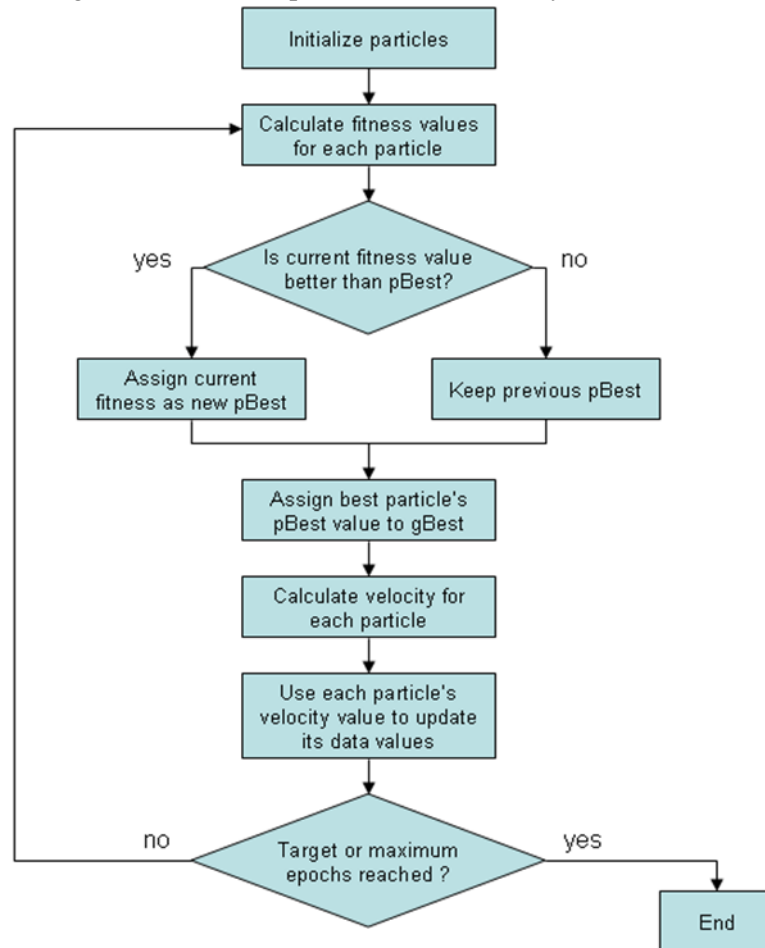 Initialize particles
Calculate fitness values
for each particle
Is current fitness value
better than pBest?
yes
no
Assign current
fitness as new pBest
Keep previous pBest
Assign best particle's
pBest value to gBest
Calculate velocity for
each particle
Use each particle's
velocity value to update
its data values
Target or maximum
epochs reached ?
no
yes
End